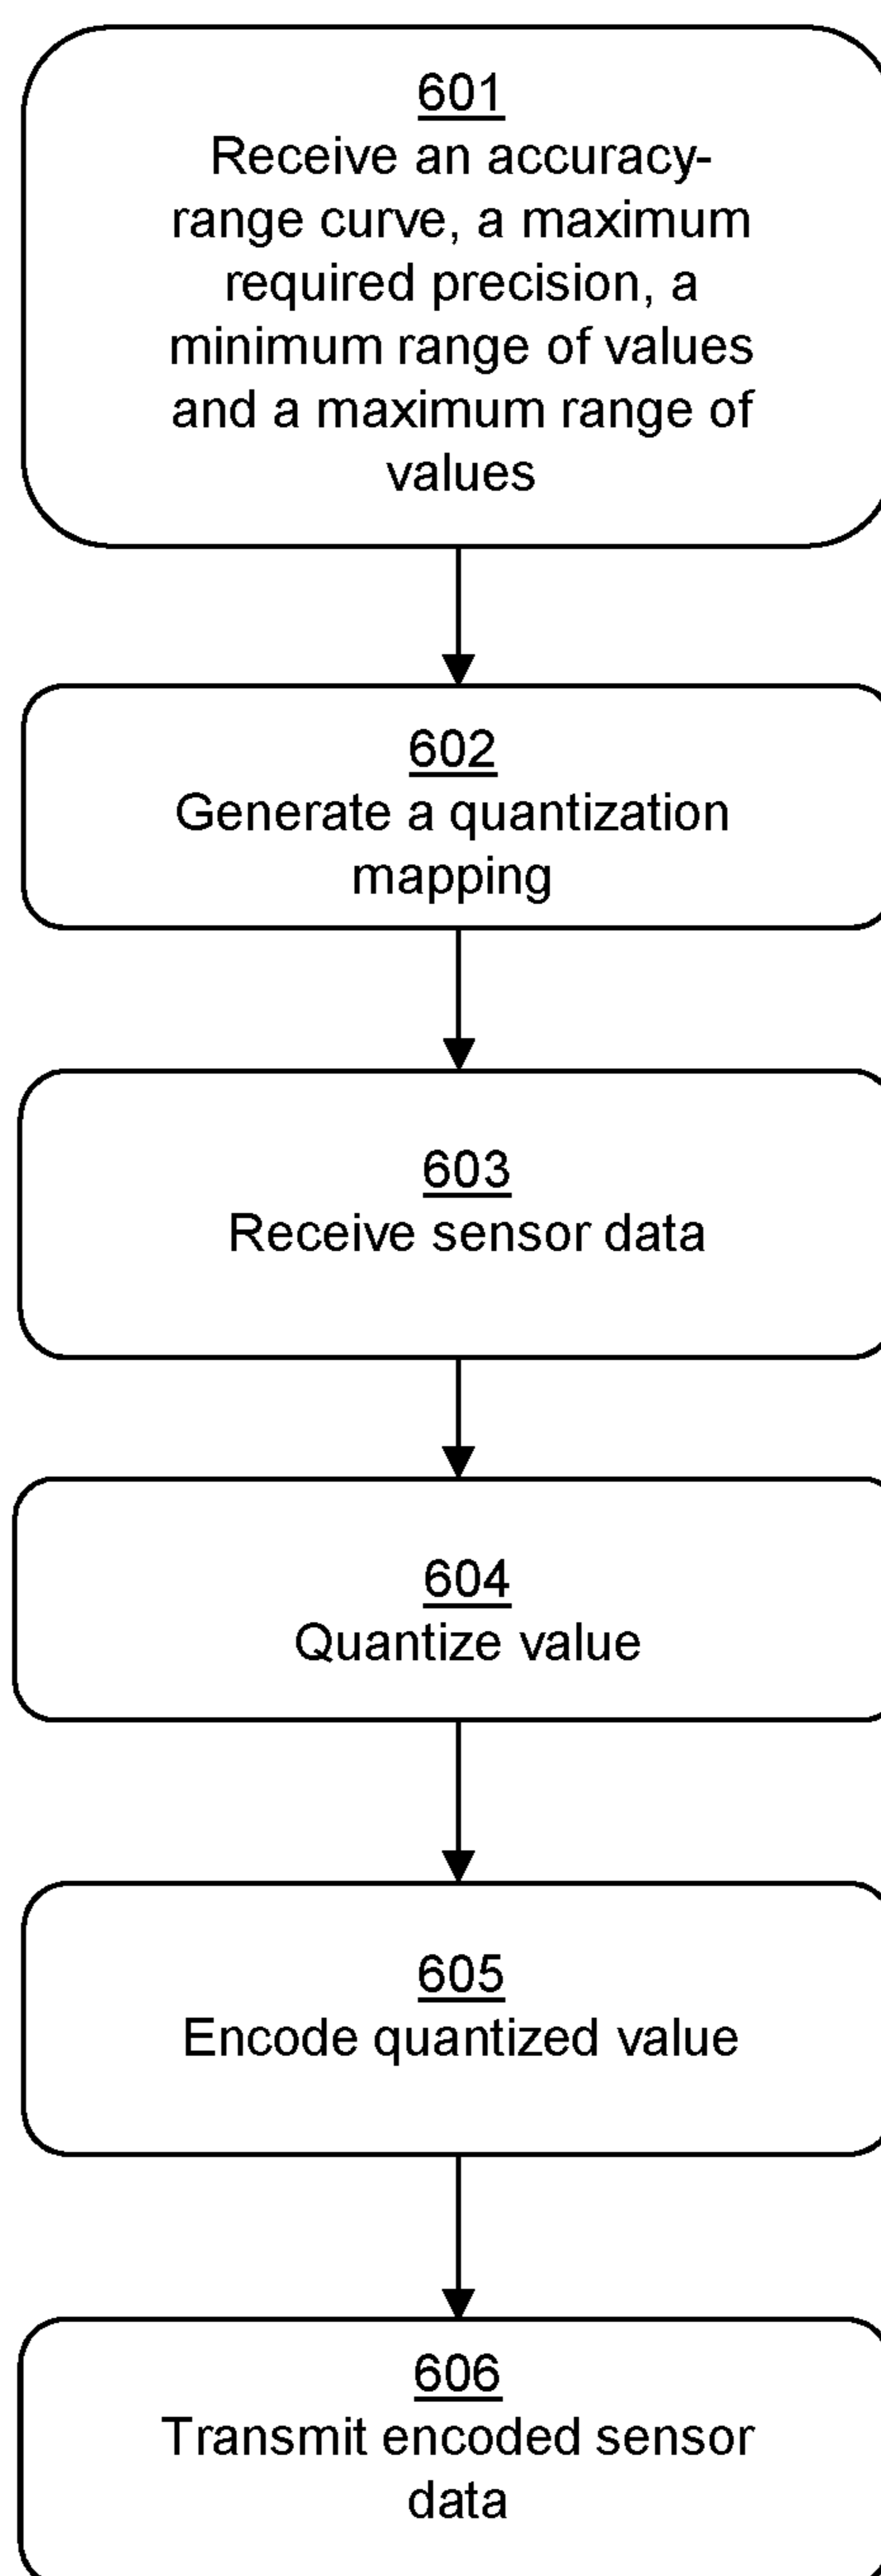 601
Receive an accuracy-
range curve, a maximum
required precision, a
minimum range of values
and a maximum range of
values
602
Generate a quantization
mapping
603
Receive sensor data
604
Quantize value
605
Encode quantized value
606
Transmit encoded sensor
data